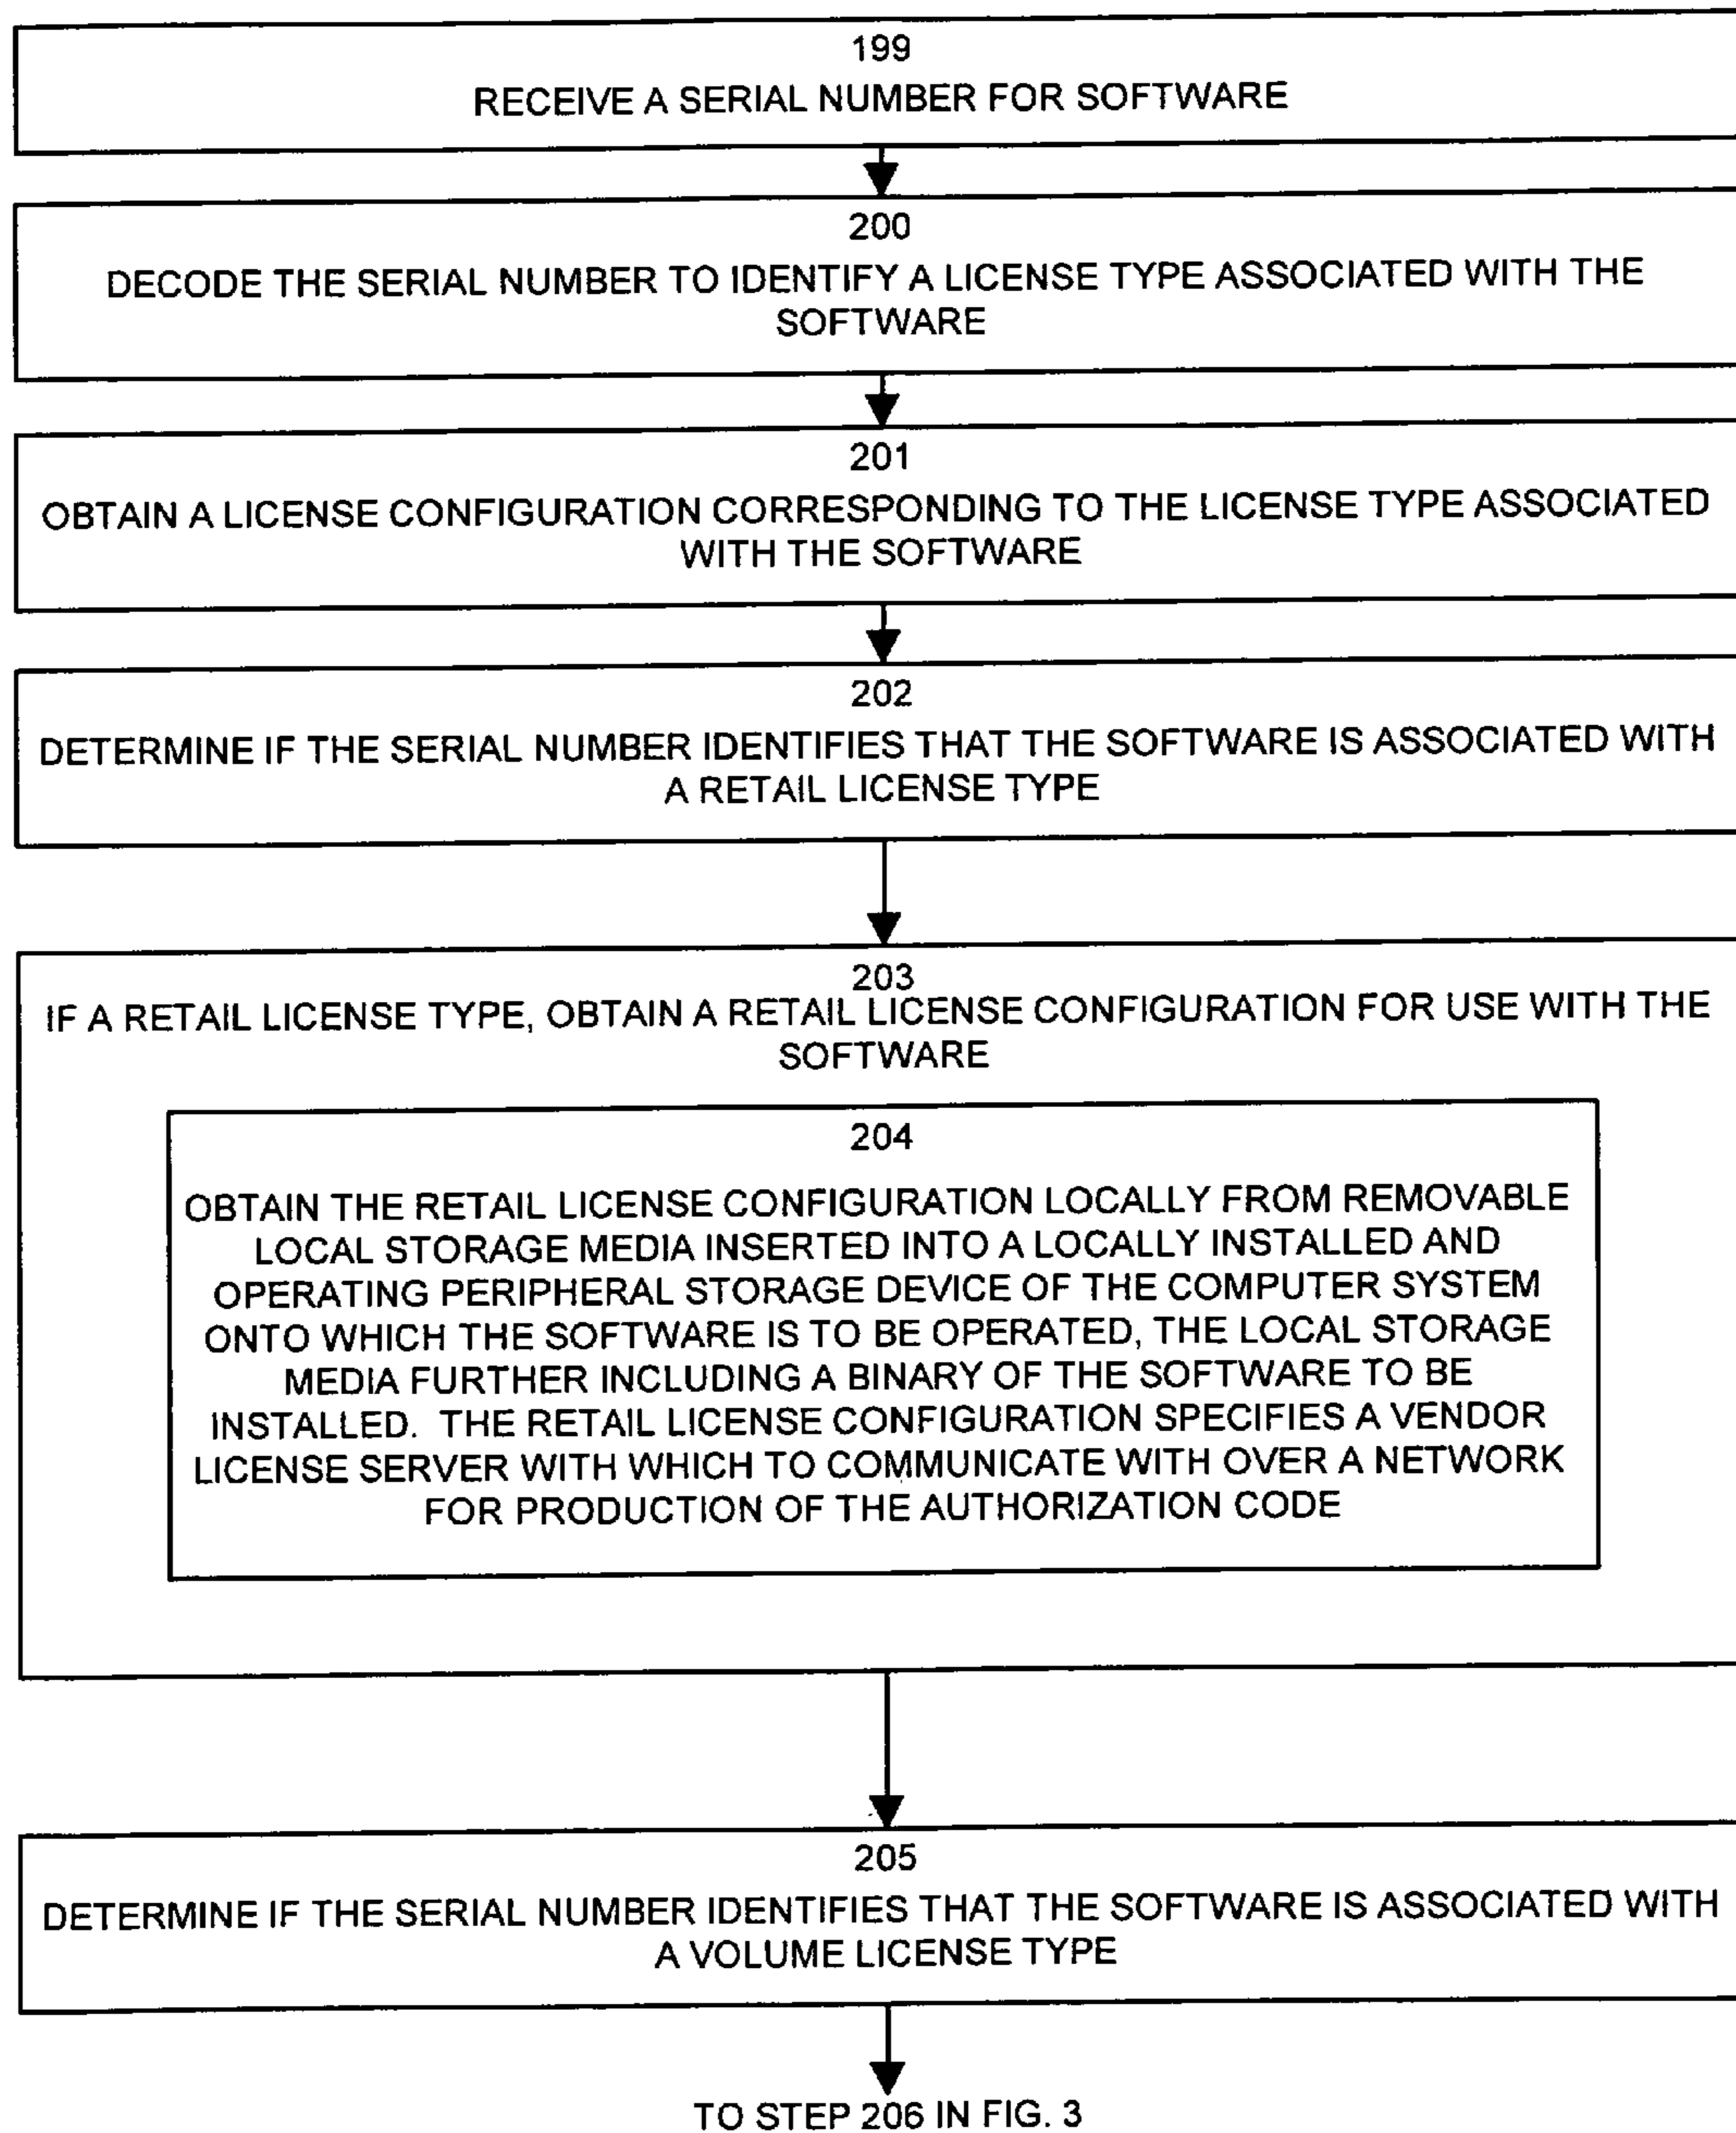 199
RECEIVE A SERIAL NUMBER FOR SOFTWARE
200
DECODE THE SERIAL NUMBER TO IDENTIFY A LICENSE TYPE ASSOCIATED WITH THE
SOFTWARE
201
OBTAIN A LICENSE CONFIGURATION CORRESPONDING TO THE LICENSE TYPE ASSOCIATED
WITH THE SOFTWARE
202
DETERMINE IF THE SERIAL NUMBER IDENTIFIES THAT THE SOFTWARE IS ASSOCIATED WITH
A RETAIL LICENSE TYPE
203
IF A RETAIL LICENSE TYPE, OBTAIN A RETAIL LICENSE CONFIGURATION FOR USE WITH THE
SOFTWARE
204
OBTAIN THE RETAIL LICENSE CONFIGURATION LOCALLY FROM REMOVABLE
LOCAL STORAGE MEDIA INSERTED INTO A LOCALLY INSTALLED AND
OPERATING PERIPHERAL STORAGE DEVICE OF THE COMPUTER SYSTEM
ONTO WHICH THE SOFTWARE IS TO BE OPERATED, THE LOCAL STORAGE
MEDIA FURTHER INCLUDING A BINARY OF THE SOFTWARE TO BE
INSTALLED. THE RETAIL LICENSE CONFIGURATION SPECIFIES A VENDOR
LICENSE SERVER WITH WHICH TO COMMUNICATE WITH OVER A NETWORK
FOR PRODUCTION OF THE AUTHORIZATION CODE
205
DETERMINE IF THE SERIAL NUMBER IDENTIFIES THAT THE SOFTWARE IS ASSOCIATED WITH
A VOLUME LICENSE TYPE
TO STEP 206 IN FIG. 3